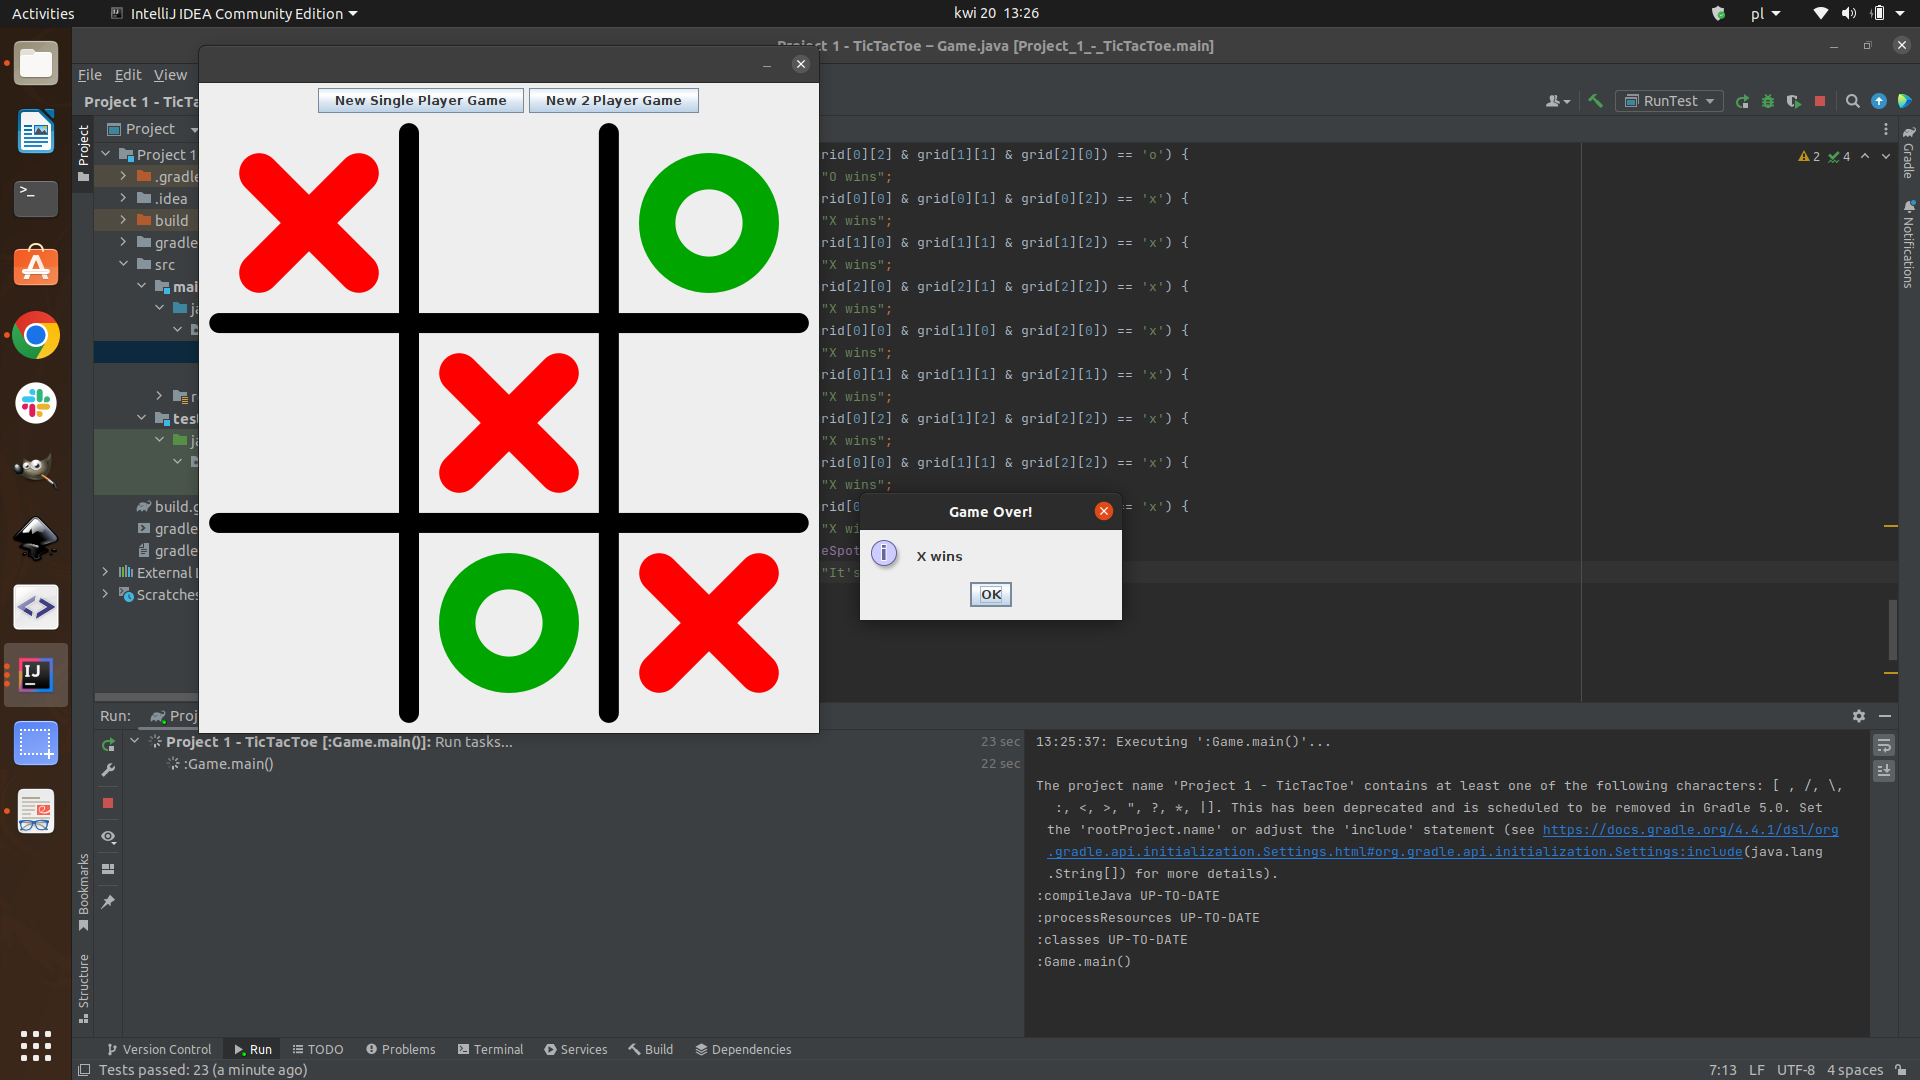 Activities
IntelliJ IDEA Community Edition
kwi 20 13:26
pl
Project 1 - TicTacToe – Game.java [Project_1_-_TicTacToe.main]
File Edit View
Project 1 - TicTa
RunTest
New Single Player Game
New 2 Player Game
Project
Project
Project 1
.gradle
.idea
build
gradle
src
mai
ja
r
test
ja
build.g
gradle
gradle
External L
Scratches
rid[0][2] & grid[1][1] & grid[2][0]) == 'o') {
"O wins";
rid[0][0] & grid[0][1] & grid[0][2]) == 'x') {
"X wins";
rid[1][0] & grid[1][1] & grid[1][2]) == 'x') {
"X wins";
rid[2][0] & grid[2][1] & grid[2][2]) == 'x') {
"X wins";
rid[0][0] & grid[1][0] & grid[2][0]) == 'x') {
"X wins";
rid[0][1] & grid[1][1] & grid[2][1]) == 'x') {
"X wins";
rid[0][2] & grid[1][2] & grid[2][2]) == 'x') {
"X wins";
rid[0][0] & grid[1][1] & grid[2][2]) == 'x') {
"X wins";
rid[0 == 'x') {
"X wi
eSpot
"It's
2 4
Gradle
Notifications
Game Over!
X wins
OK
Run: Proj
Project 1 - TicTacToe [:Game.main()]: Run tasks... 23 sec
:Game.main() 22 sec
13:25:37: Executing ':Game.main()'...
The project name 'Project 1 - TicTacToe' contains at least one of the following characters: [ , /, \,
:, <, >, ", ?, *, |]. This has been deprecated and is scheduled to be removed in Gradle 5.0. Set
the 'rootProject.name' or adjust the 'include' statement (see https://docs.gradle.org/4.4.1/dsl/org
.gradle.api.initialization.Settings.html#org.gradle.api.initialization.Settings:include(java.lang
.String[]) for more details).
:compileJava UP-TO-DATE
:processResources UP-TO-DATE
:classes UP-TO-DATE
:Game.main()
Bookmarks
Structure
Version Control Run TODO Problems Terminal Services Build Dependencies
Tests passed: 23 (a minute ago)
7:13 LF UTF-8 4 spaces